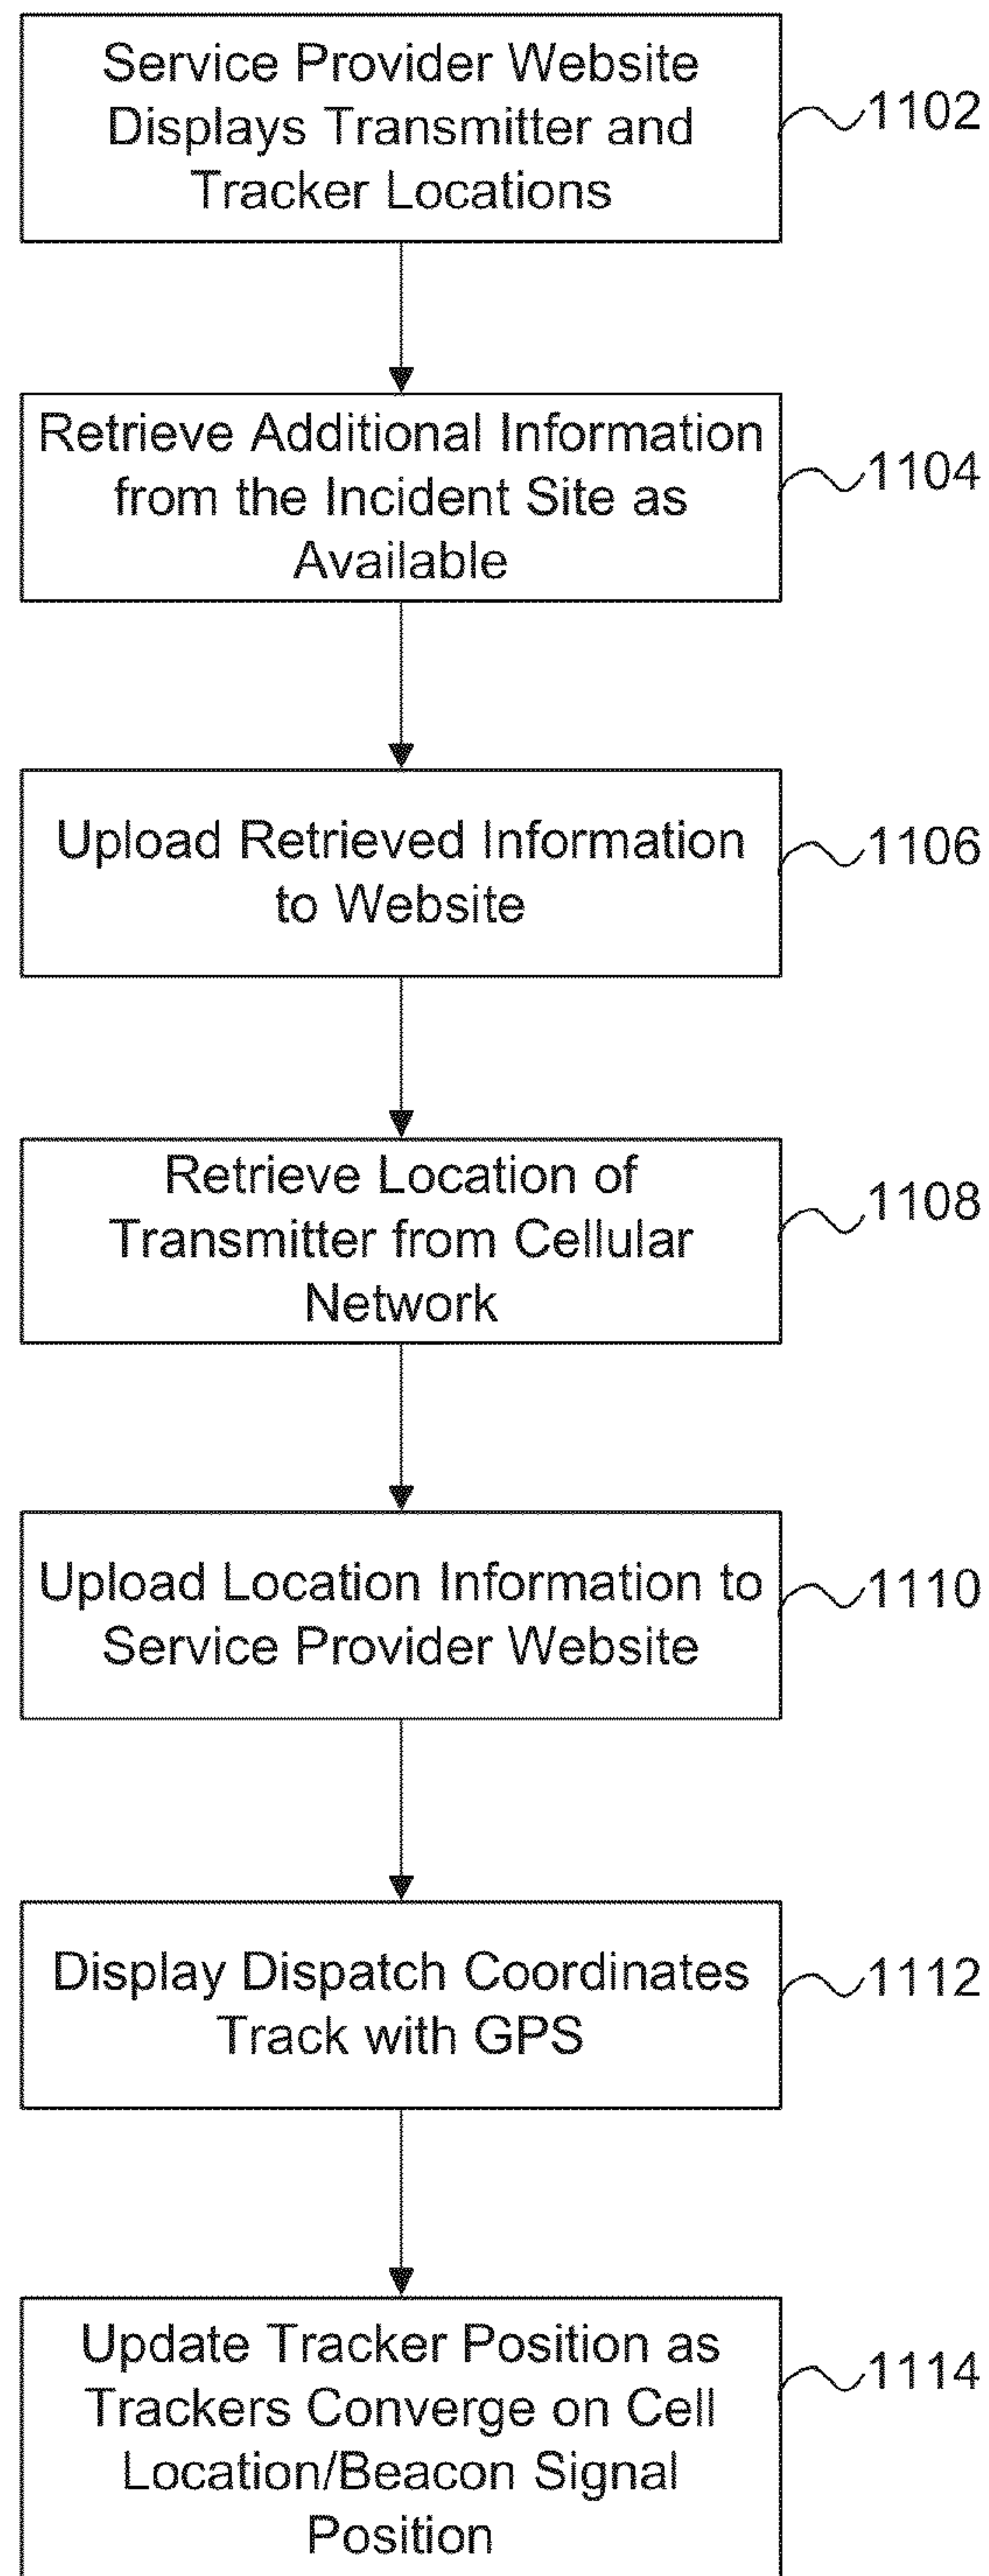 Service Provider Website
Displays Transmitter and
Tracker Locations
1102
Retrieve Additional Information
from the Incident Site as
Available
1104
Upload Retrieved Information
to Website
1106
Retrieve Location of
Transmitter from Cellular
Network
1108
Upload Location Information to
Service Provider Website
1110
Display Dispatch Coordinates
Track with GPS
1112
Update Tracker Position as
Trackers Converge on Cell
Location/Beacon Signal
Position
1114